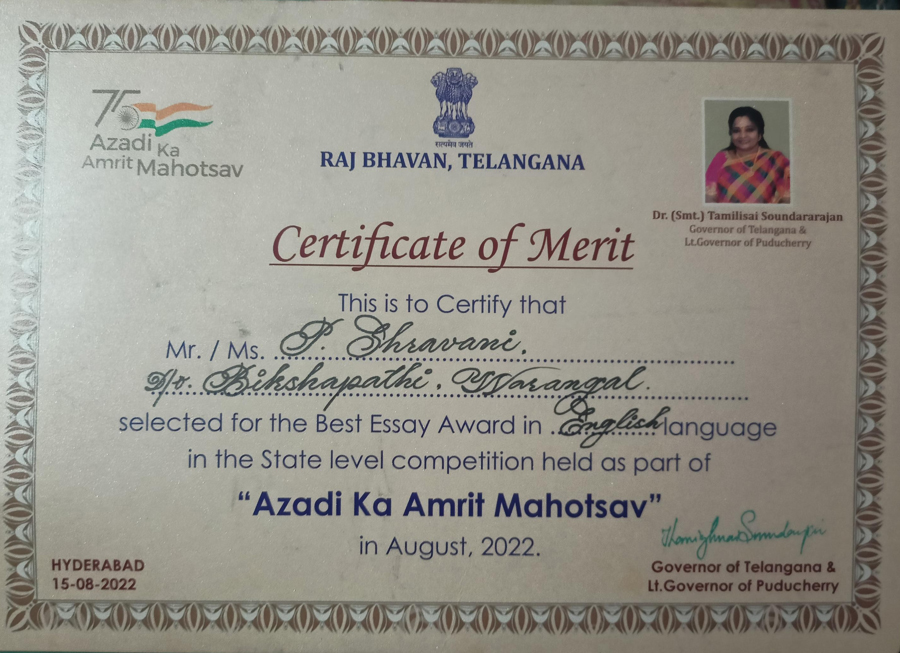 75
Azadi Ka
Amrit Mahotsav
सत्यमेव जयते
RAJ BHAVAN, TELANGANA
Dr. (Smt.) Tamilisai Soundararajan
Governor of Telangana &
Lt.Governor of Puducherry
Certificate of Merit
This is to Certify that
Mr. / Ms. P. Shravani,
D/o. Bikshapathi, Warangal.
selected for the Best Essay Award in English language
in the State level competition held as part of
“Azadi Ka Amrit Mahotsav”
in August, 2022.
HYDERABAD
15-08-2022
Governor of Telangana &
Lt.Governor of Puducherry